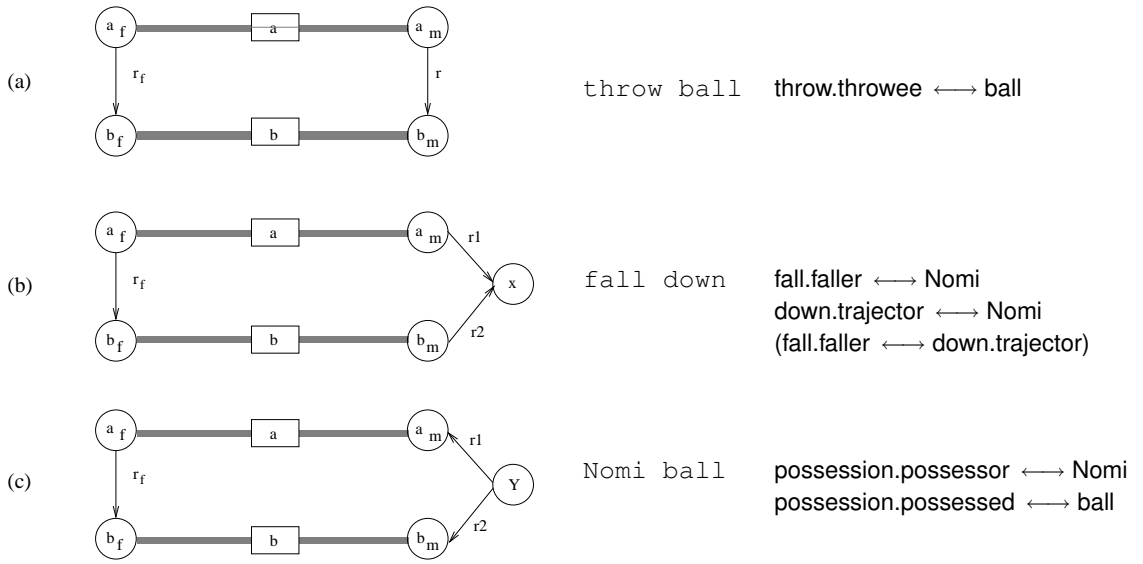 a f a a m
(a) r f r throw ball throw.throwee ←→ ball
b f b b m
a f a a m
r1
(b) r f x fall down fall.faller ←→ Nomi
down.trajector ←→ Nomi
r2
b f b b m (fall.faller ←→ down.trajector)
a f a a m
r1
(c) r f Y Nomi ball possession.possessor ←→ Nomi
possession.possessed ←→ ball
r2
b f b b m